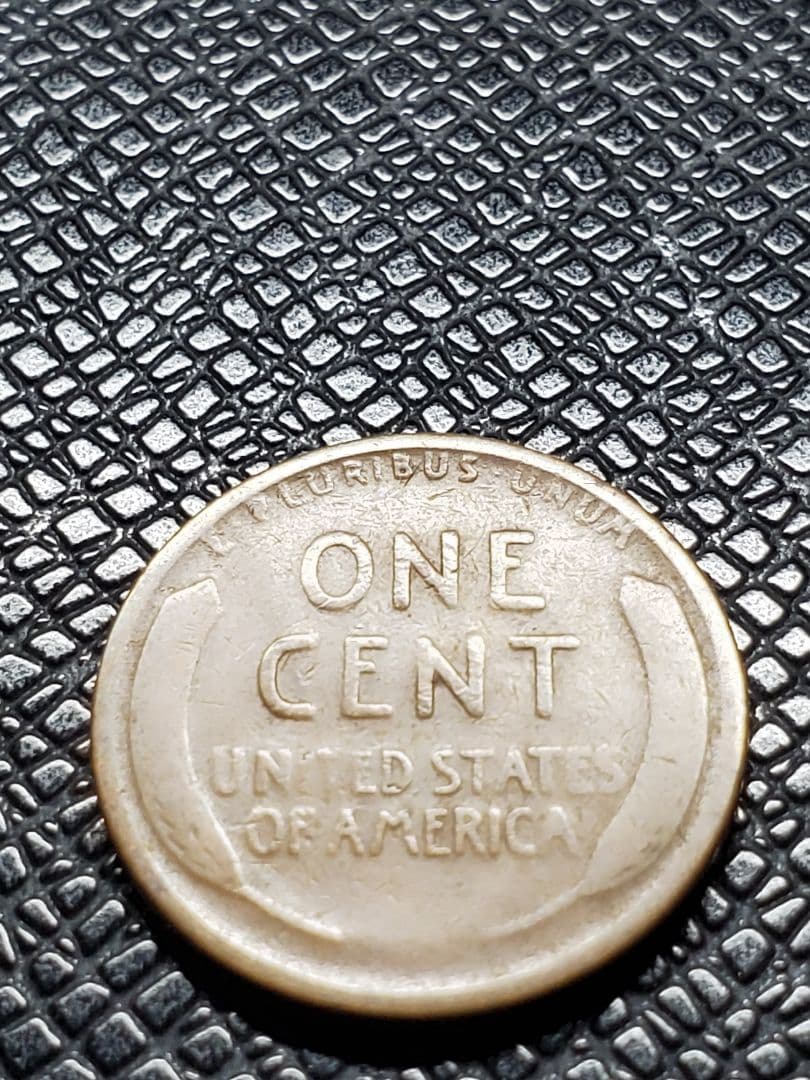 E PLURIBUS · UNUM
ONE
CENT
UNITED STATES
OF AMERICA